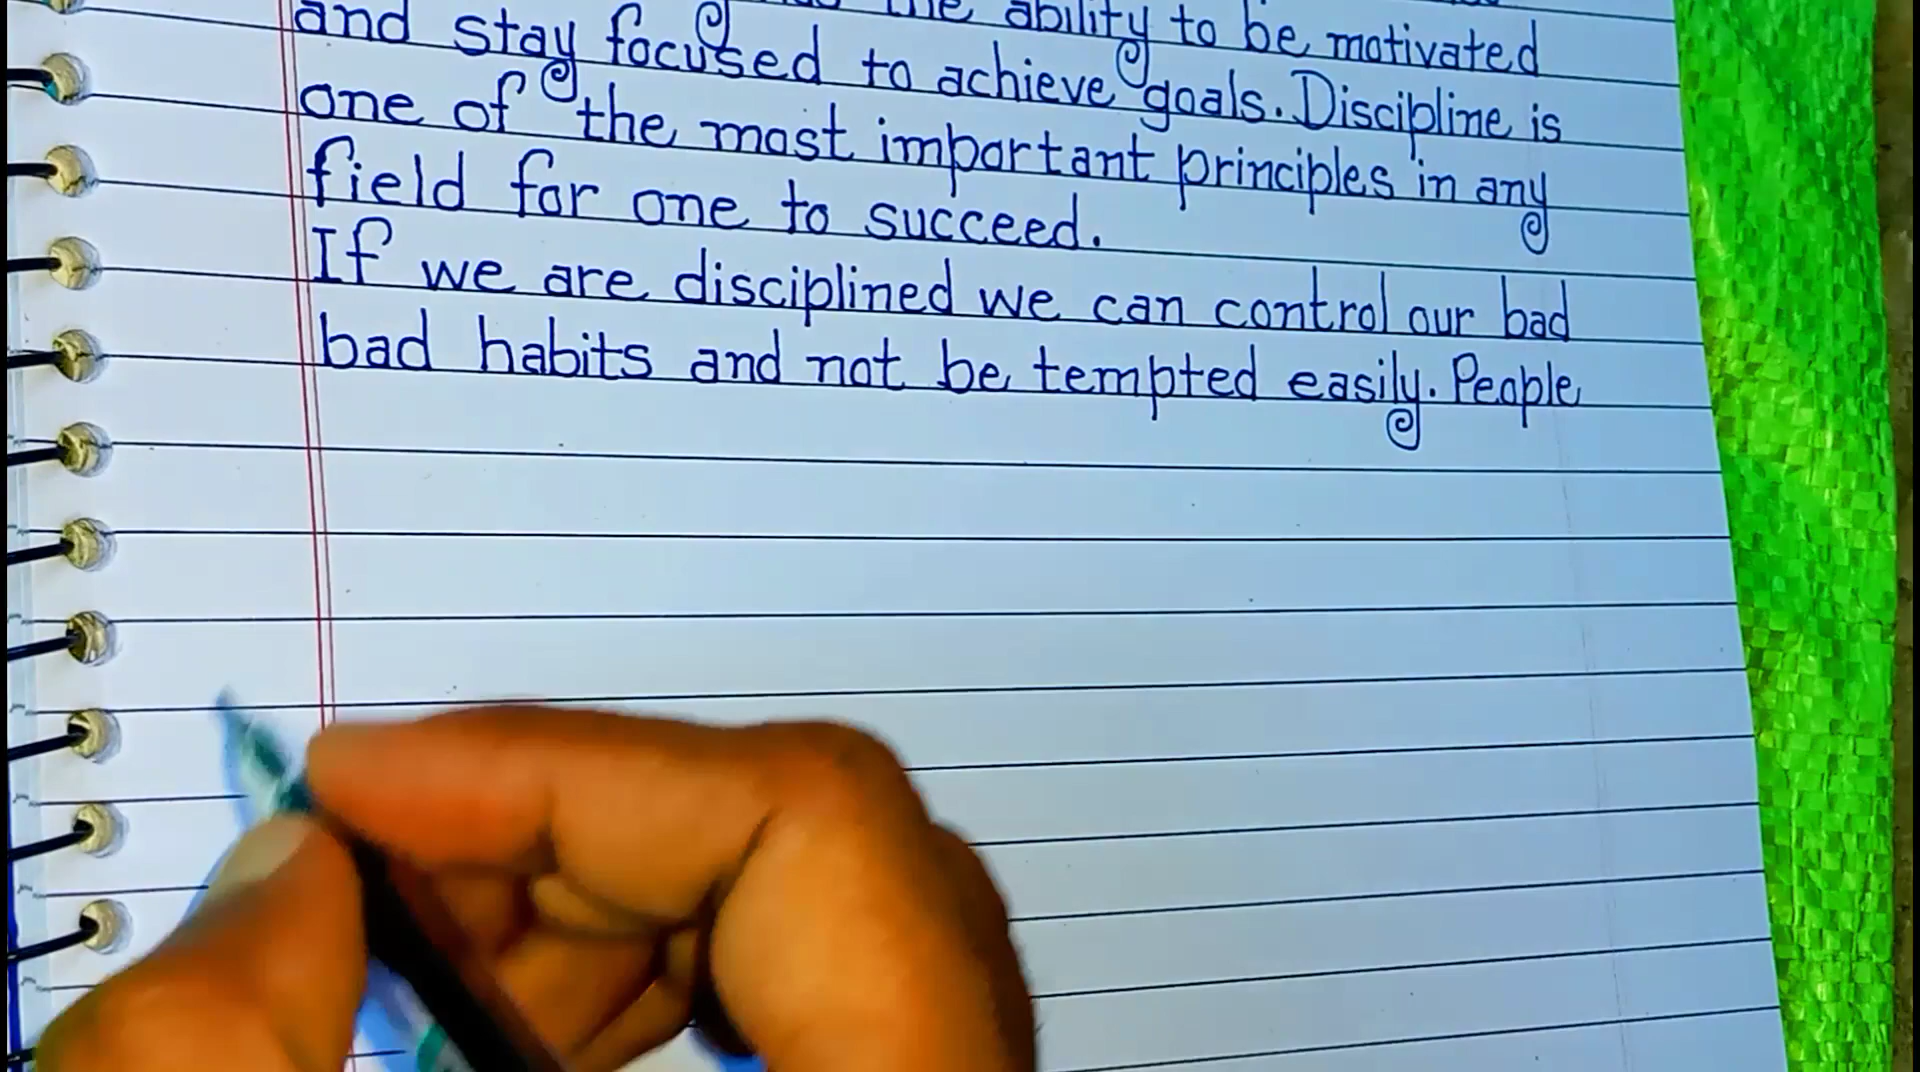 the ability to be motivated
and stay focused to achieve goals. Discipline is
one of the most important principles in any
field for one to succeed.
If we are disciplined we can control our bad
bad habits and not be tempted easily. People